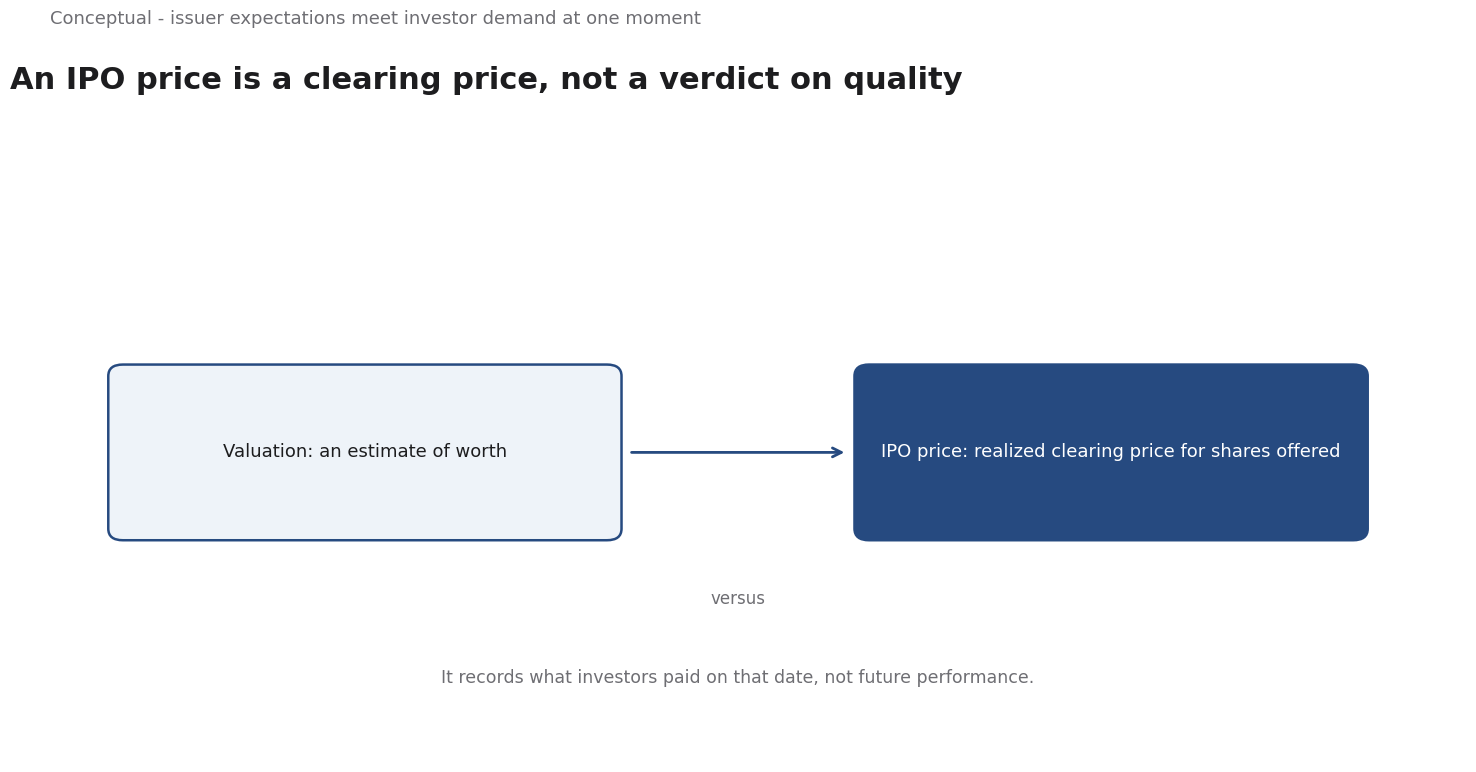 Conceptual - issuer expectations meet investor demand at one moment
An IPO price is a clearing price, not a verdict on quality
Valuation: an estimate of worth
IPO price: realized clearing price for shares offered
versus
It records what investors paid on that date, not future performance.